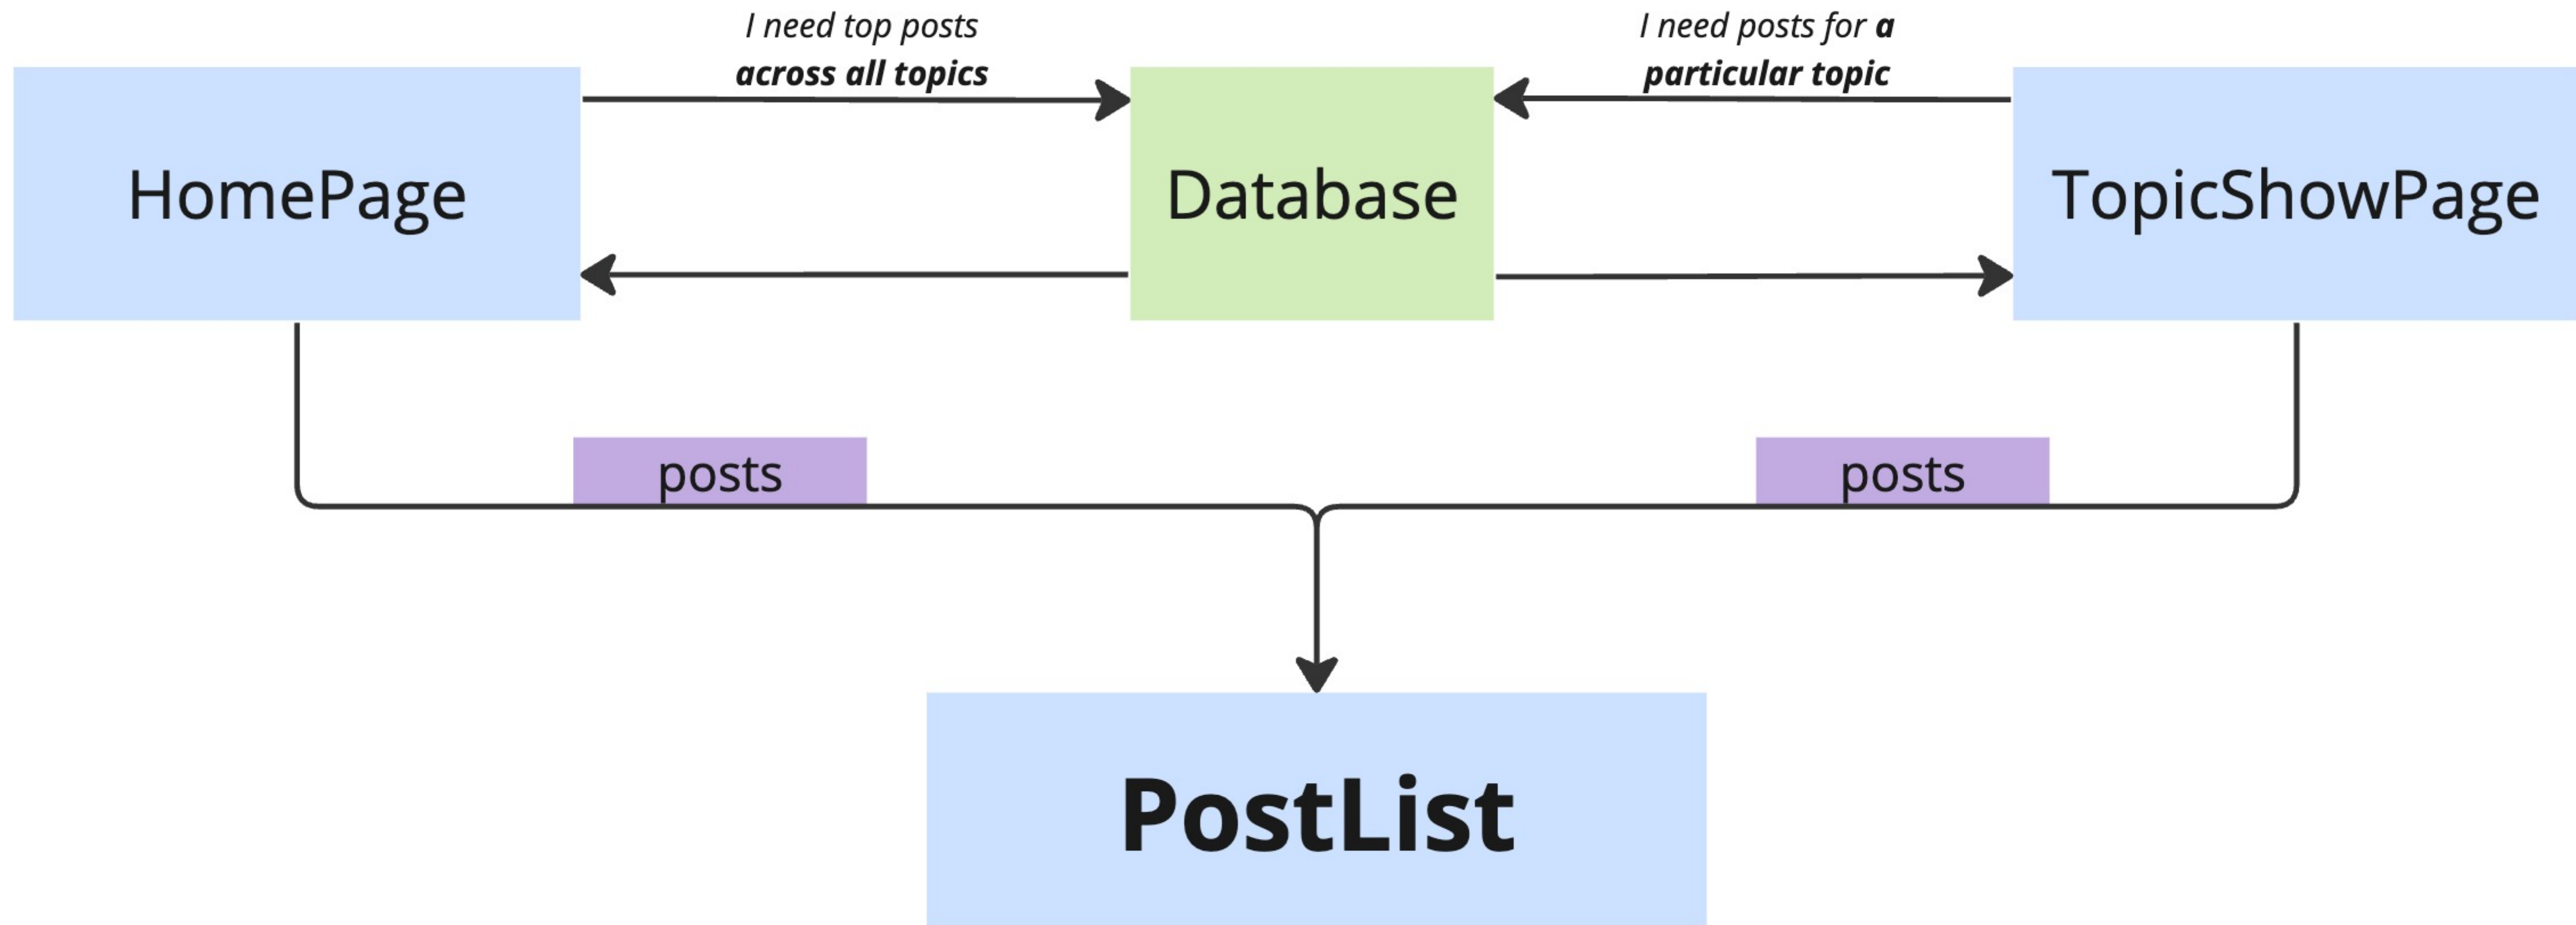 I need top posts
across all topics
I need posts for a
particular topic
HomePage
Database
TopicShowPage
posts
posts
PostList